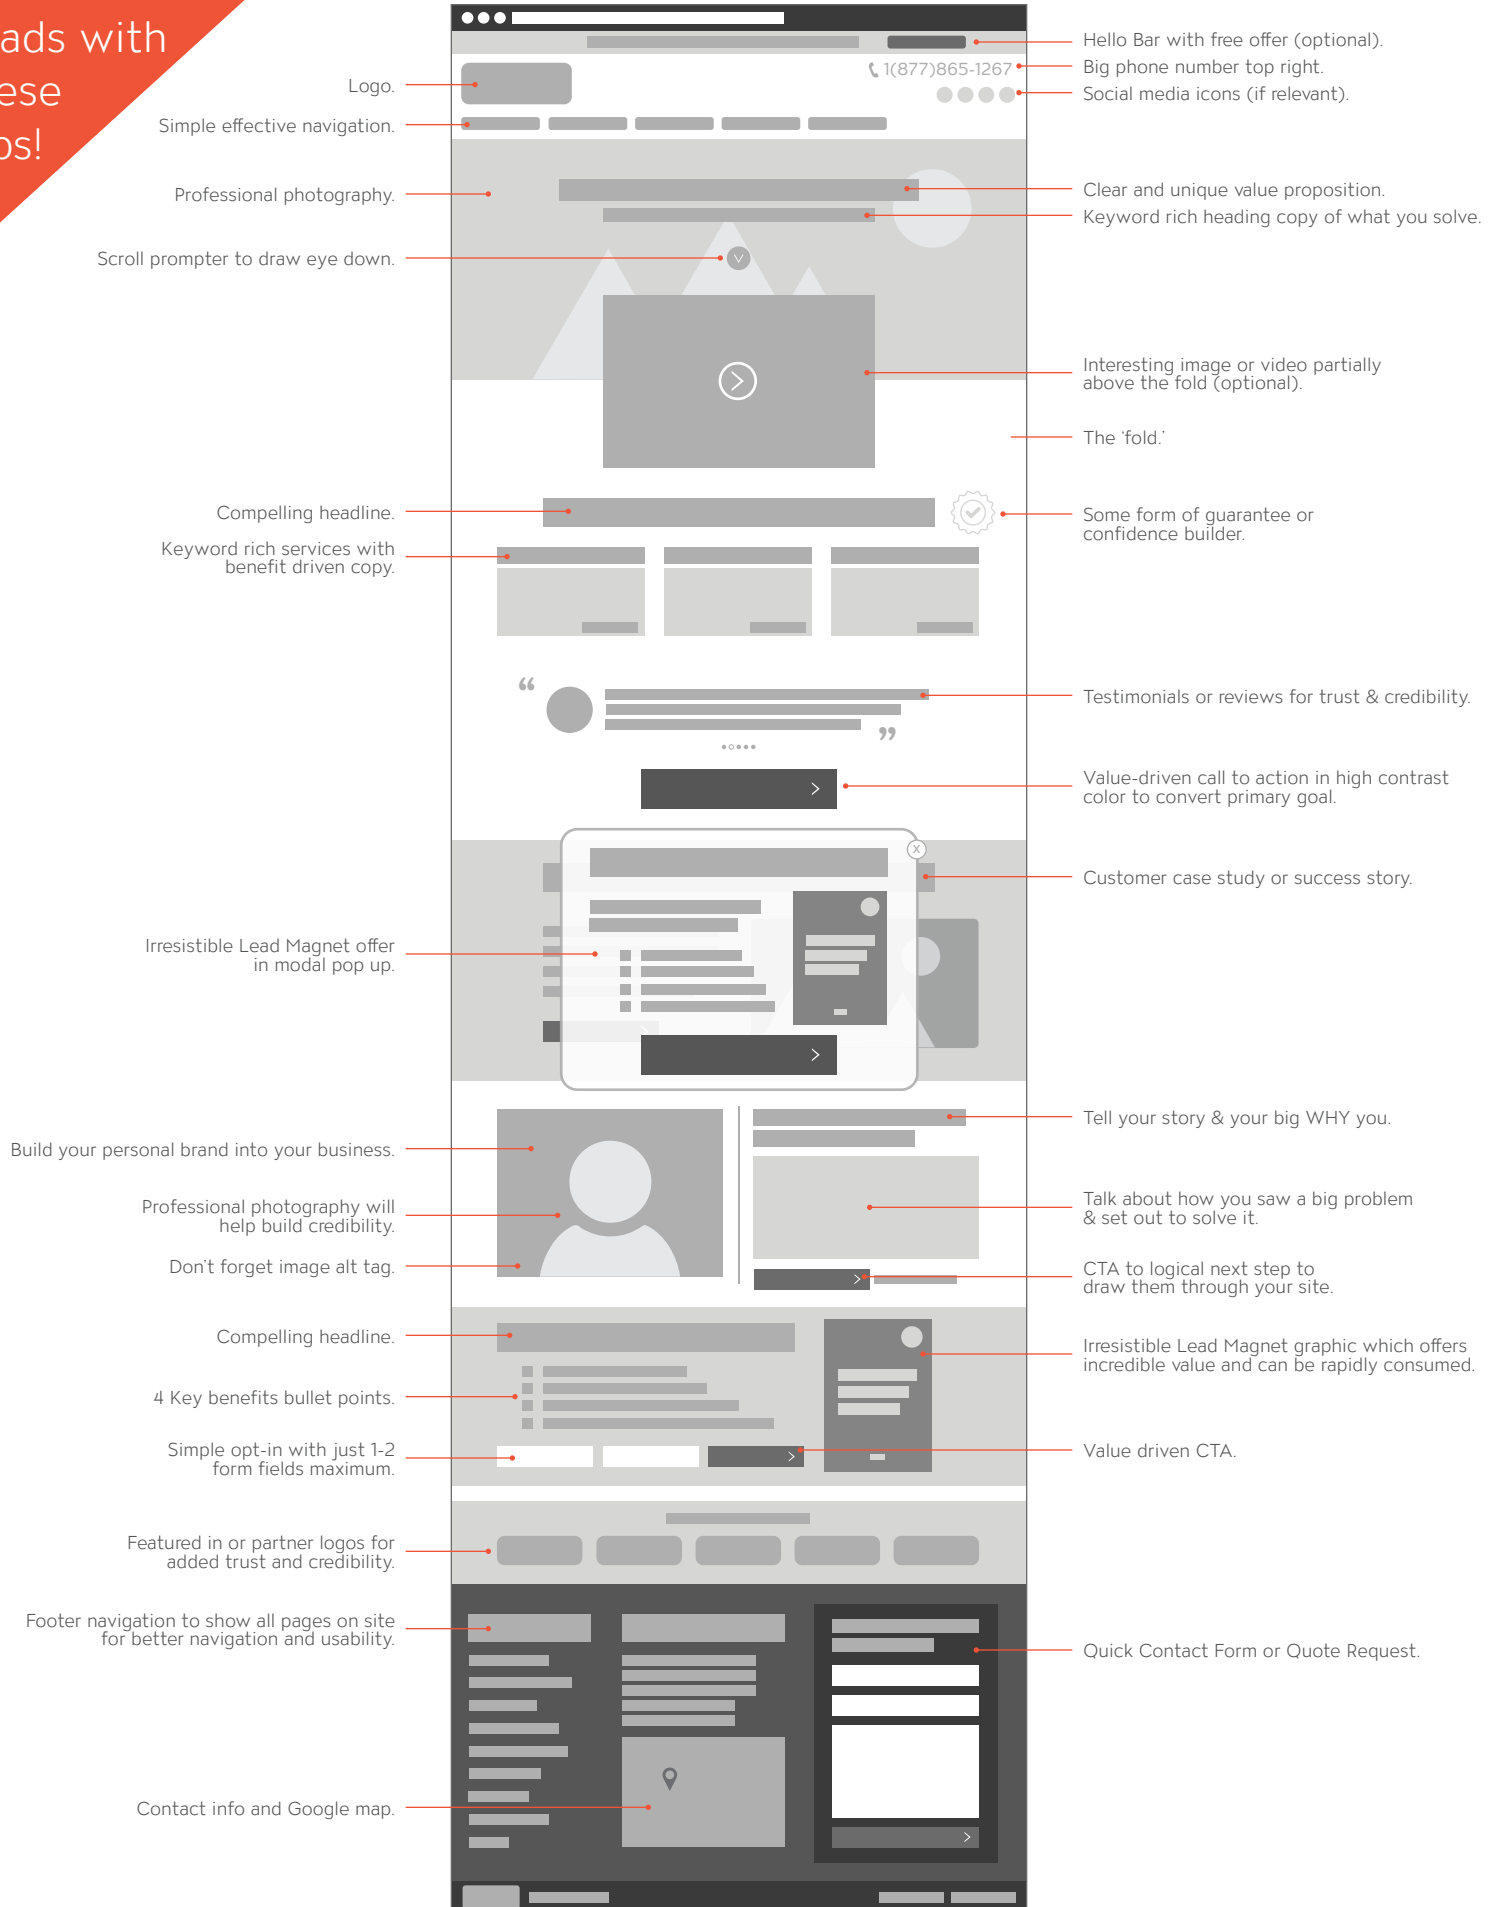 ads with
ese
os!
Hello Bar with free offer (optional).
1(877)865-1267
Big phone number top right.
Logo.
Social media icons (if relevant).
Simple effective navigation.
Professional photography.
Clear and unique value proposition.
Keyword rich heading copy of what you solve.
Scroll prompter to draw eye down.
Interesting image or video partially
above the fold (optional).
The 'fold.'
Compelling headline.
Some form of guarantee or
confidence builder.
Keyword rich services with
benefit driven copy.
“
Testimonials or reviews for trust & credibility.
”
Value-driven call to action in high contrast
color to convert primary goal.
x
Customer case study or success story.
Irresistible Lead Magnet offer
in modal pop up.
Tell your story & your big WHY you.
Build your personal brand into your business.
Professional photography will
help build credibility.
Talk about how you saw a big problem
& set out to solve it.
Don't forget image alt tag.
CTA to logical next step to
draw them through your site.
Compelling headline.
Irresistible Lead Magnet graphic which offers
incredible value and can be rapidly consumed.
4 Key benefits bullet points.
Simple opt-in with just 1-2
form fields maximum.
Value driven CTA.
Featured in or partner logos for
added trust and credibility.
Footer navigation to show all pages on site
for better navigation and usability.
Quick Contact Form or Quote Request.
Contact info and Google map.